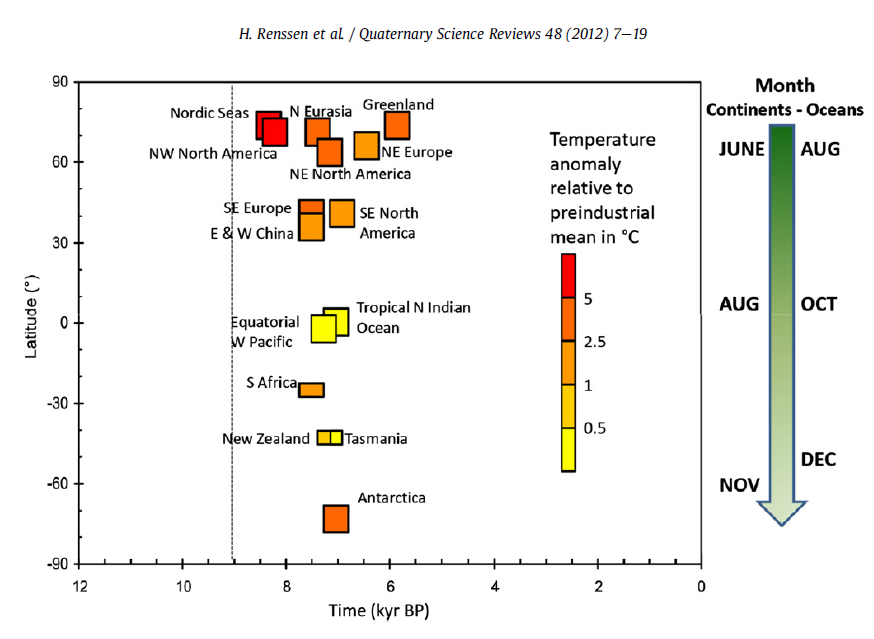 H. Renssen et al. / Quaternary Science Reviews 48 (2012) 7–19
90
60
30
0
-30
-60
-90
Latitude (°)
12
10
8
6
4
2
0
Time (kyr BP)
Nordic Seas
N Eurasia
Greenland
NW North America
NE Europe
NE North America
SE Europe
SE North
America
E & W China
Tropical N Indian
Ocean
Equatorial
W Pacific
S Africa
New Zealand
Tasmania
Antarctica
Temperature
anomaly
relative to
preindustrial
mean in °C
5
2.5
1
0.5
Month
Continents - Oceans
JUNE AUG
AUG OCT
DEC
NOV